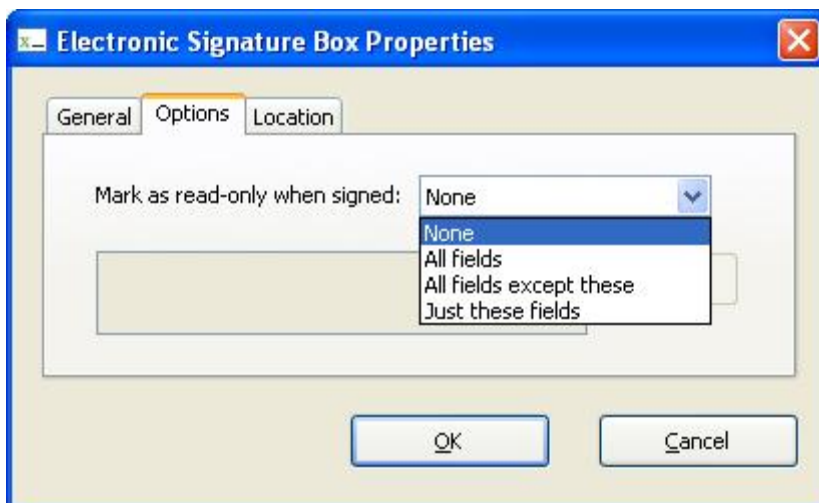 Electronic Signature Box Properties
General Options Location
Mark as read-only when signed: None
None
All fields
All fields except these
Just these fields
OK Cancel